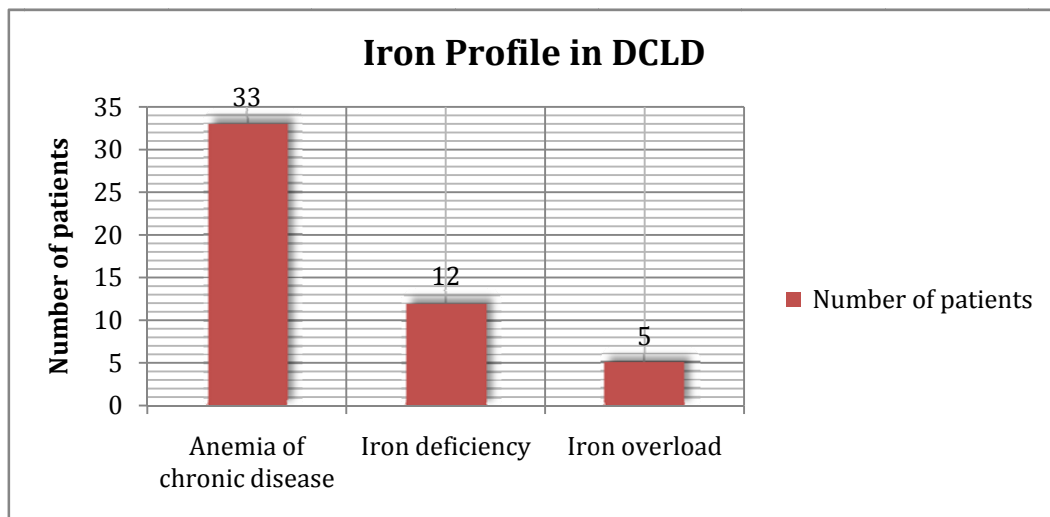 Iron Profile in DCLD
Number of patients
35
30
25
20
15
10
5
0
33
12
5
Anemia of
chronic disease
Iron deficiency
Iron overload
Number of patients